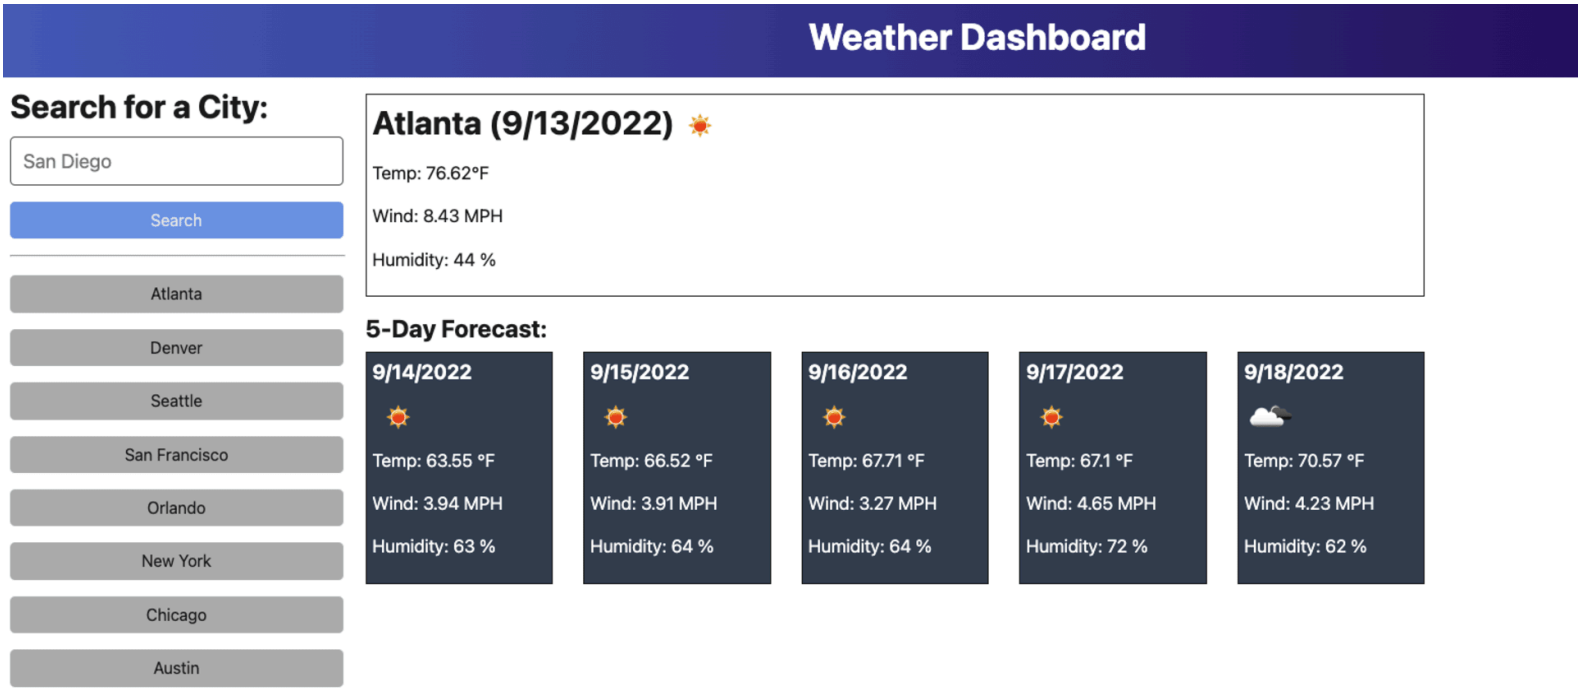 Weather Dashboard
Search for a City:
San Diego
Search
Atlanta
Denver
Seattle
San Francisco
Orlando
New York
Chicago
Austin
Atlanta (9/13/2022)
Temp: 76.62°F
Wind: 8.43 MPH
Humidity: 44 %
5-Day Forecast:
9/14/2022
Temp: 63.55 °F
Wind: 3.94 MPH
Humidity: 63 %
9/15/2022
Temp: 66.52 °F
Wind: 3.91 MPH
Humidity: 64 %
9/16/2022
Temp: 67.71 °F
Wind: 3.27 MPH
Humidity: 64 %
9/17/2022
Temp: 67.1 °F
Wind: 4.65 MPH
Humidity: 72 %
9/18/2022
Temp: 70.57 °F
Wind: 4.23 MPH
Humidity: 62 %